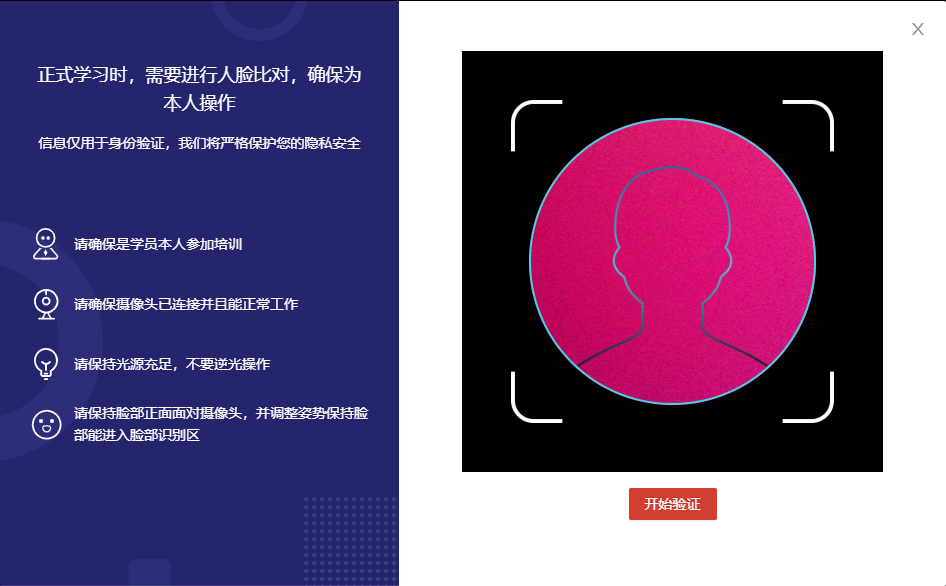 正式学习时，需要进行人脸比对，确保为
本人操作
信息仅用于身份验证，我们将严格保护您的隐私安全
请确保是学员本人参加培训
请确保摄像头已连接并且能正常工作
请保持光源充足，不要逆光操作
请保持脸部正面面对摄像头，并调整姿势保持脸
部能进入脸部识别区
X
开始验证